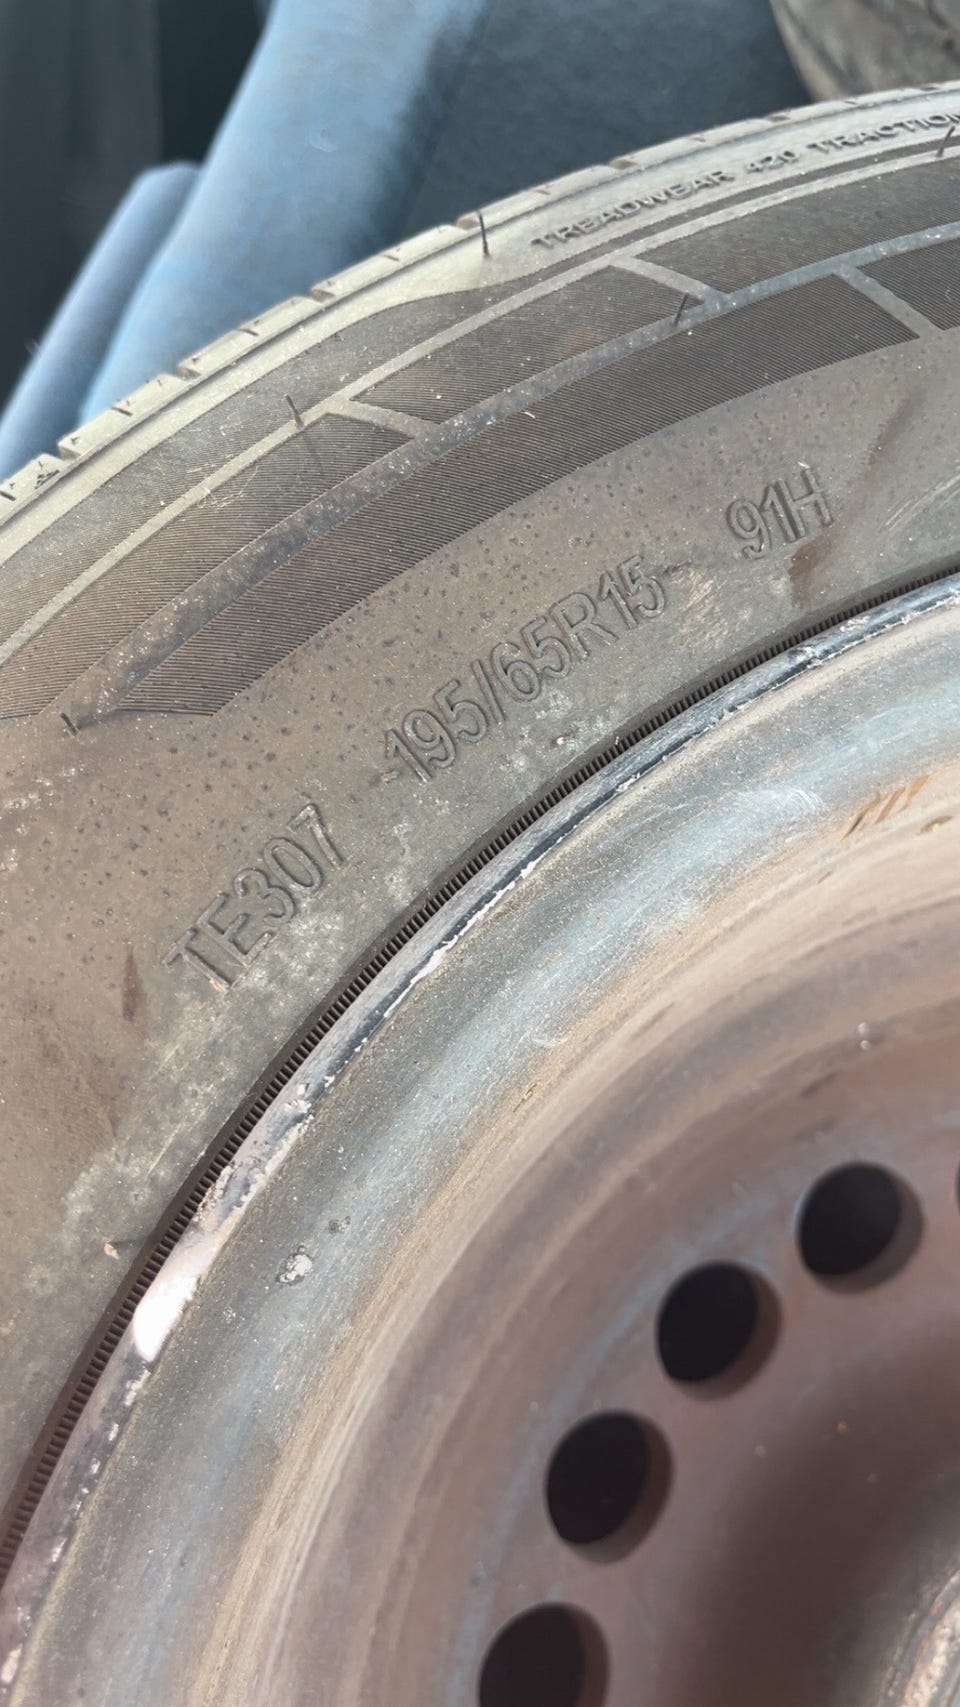 TREADWEAR 420 TRACTION
TE307 195/65R15 91H